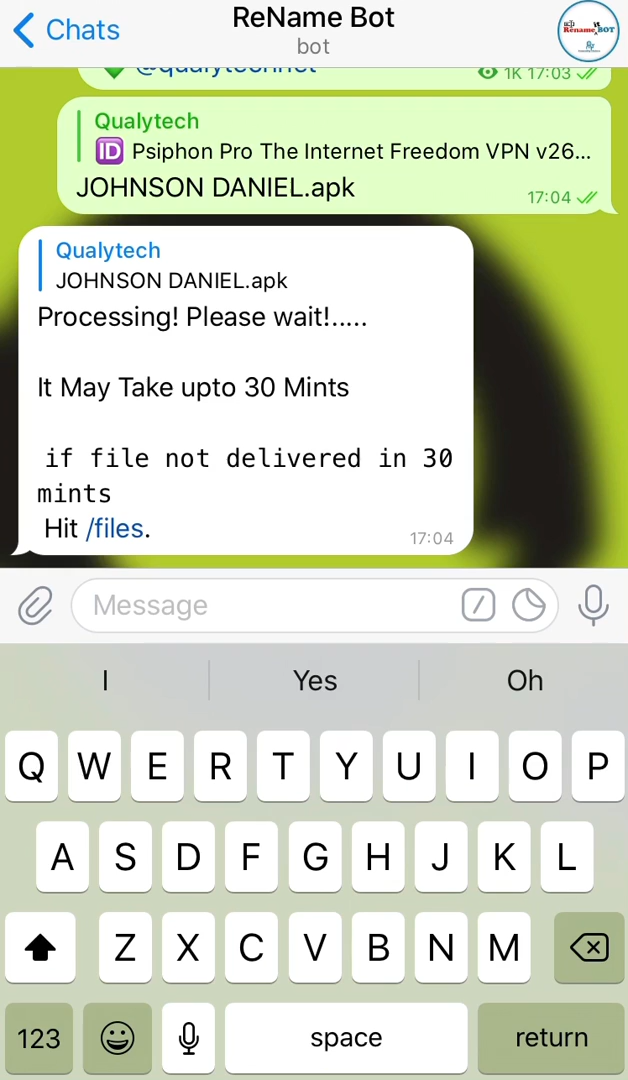 Chats
ReName Bot
bot
@qualytechnet
1K 17:03
Qualytech
🆔 Psiphon Pro The Internet Freedom VPN v26...
JOHNSON DANIEL.apk
17:04
Qualytech
JOHNSON DANIEL.apk
Processing! Please wait!.....
It May Take upto 30 Mints
if file not delivered in 30
mints
Hit /files.
17:04
Message
I Yes Oh
Q W E R T Y U I O P
A S D F G H J K L
Z X C V B N M
123 space return